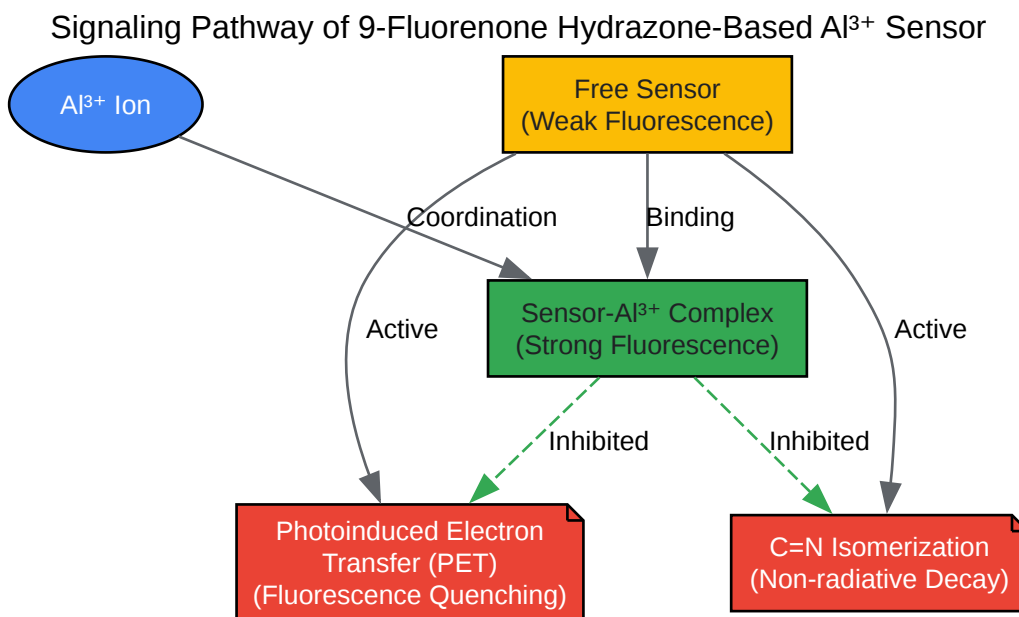 Signaling Pathway of 9-Fluorenone Hydrazone-Based Al³⁺ Sensor
Al³⁺ Ion
Free Sensor
(Weak Fluorescence)
Coordination
Binding
Sensor-Al³⁺ Complex
(Strong Fluorescence)
Active
Active
Inhibited
Inhibited
Photoinduced Electron
Transfer (PET)
(Fluorescence Quenching)
C=N Isomerization
(Non-radiative Decay)